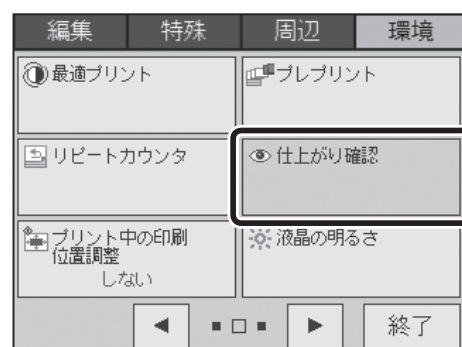 編集 特殊 周辺 環境
最適プリント プレプリント
リピートカウンタ 仕上がり確認
プリント中の印刷
位置調整
しない
液晶の明るさ
終了